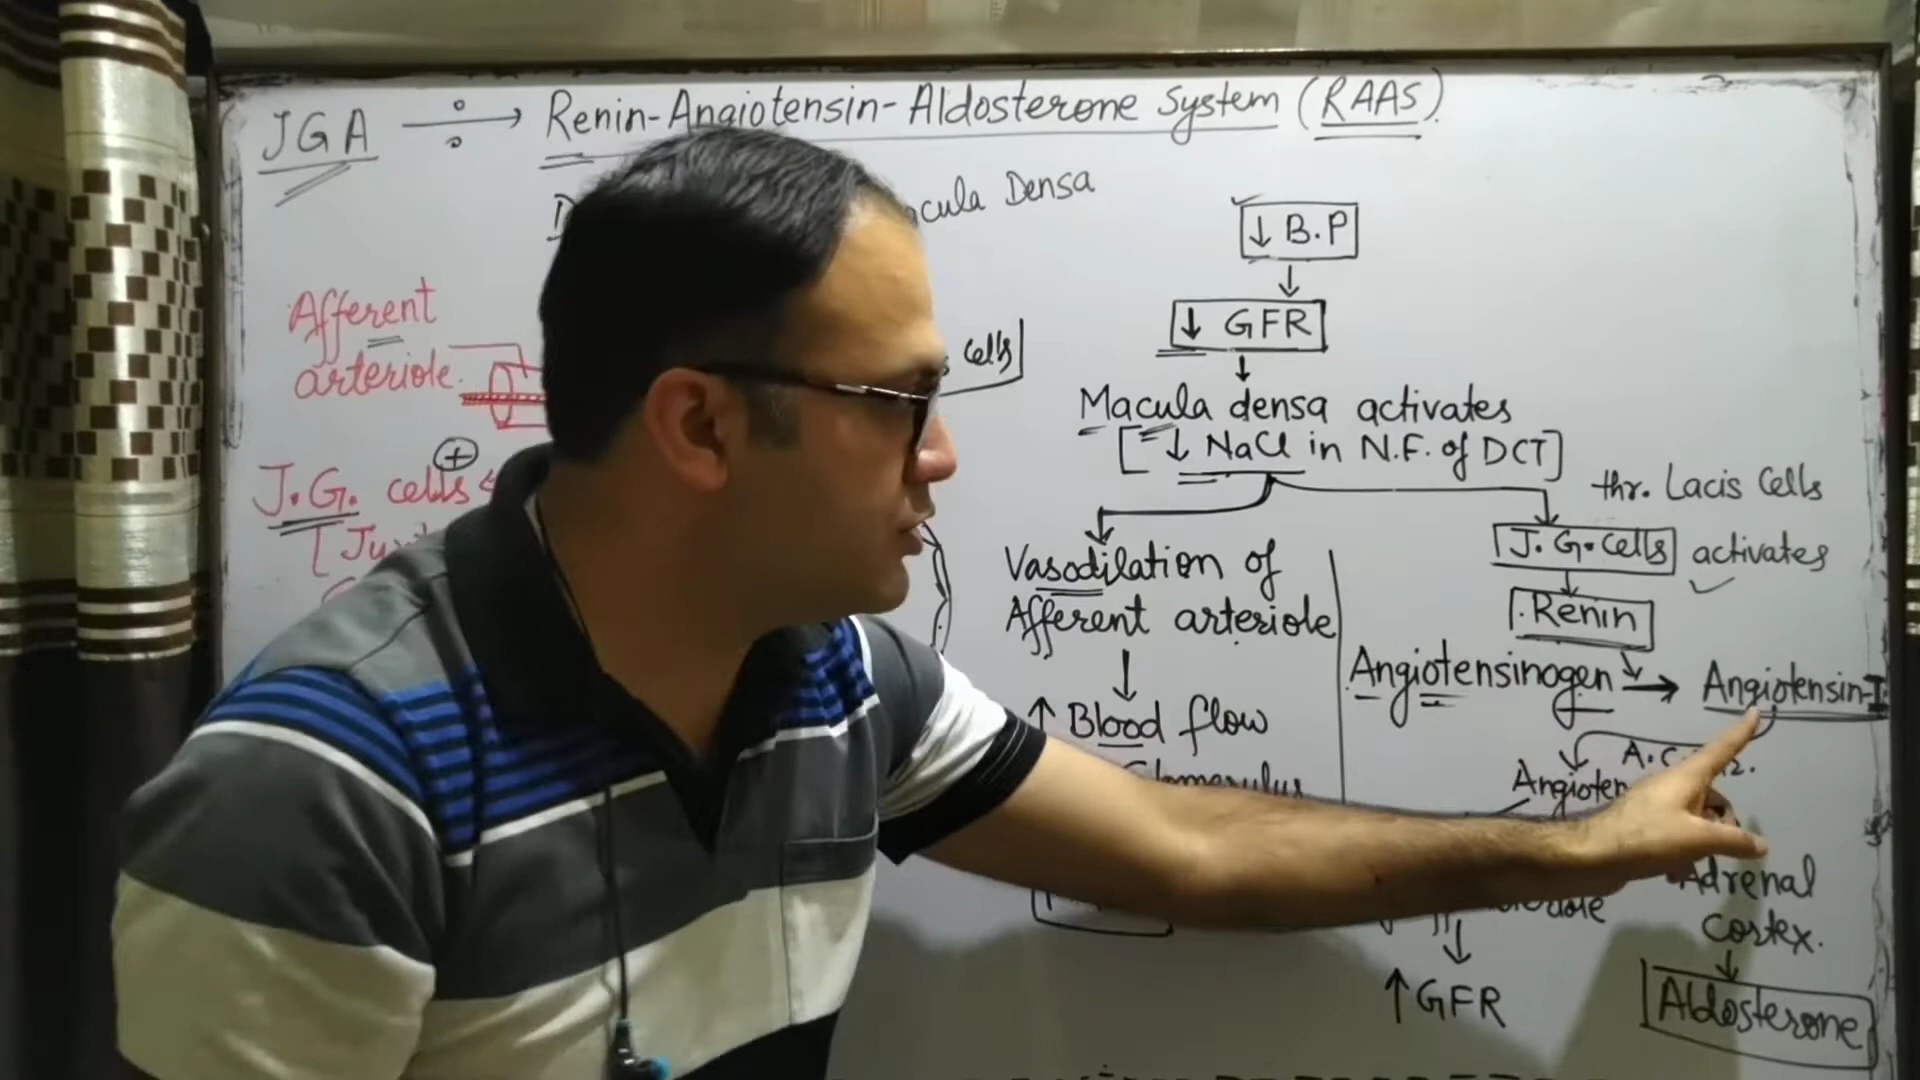 JGA → Renin-Angiotensin-Aldosterone System (RAAS).
Densa
Afferent
arteriole.
Cells
J.G. cells
+
↓ B.P
↓ GFR
Macula densa activates
[↓ NaCl in N.F. of DCT]
thr. Lacis Cells
J.G. Cells activates
Renin
Vasodilation of
Afferent arteriole
↑ Blood flow
Angiotensinogen → Angiotensin-I
Adrenal
cortex.
↑ GFR
Aldosterone